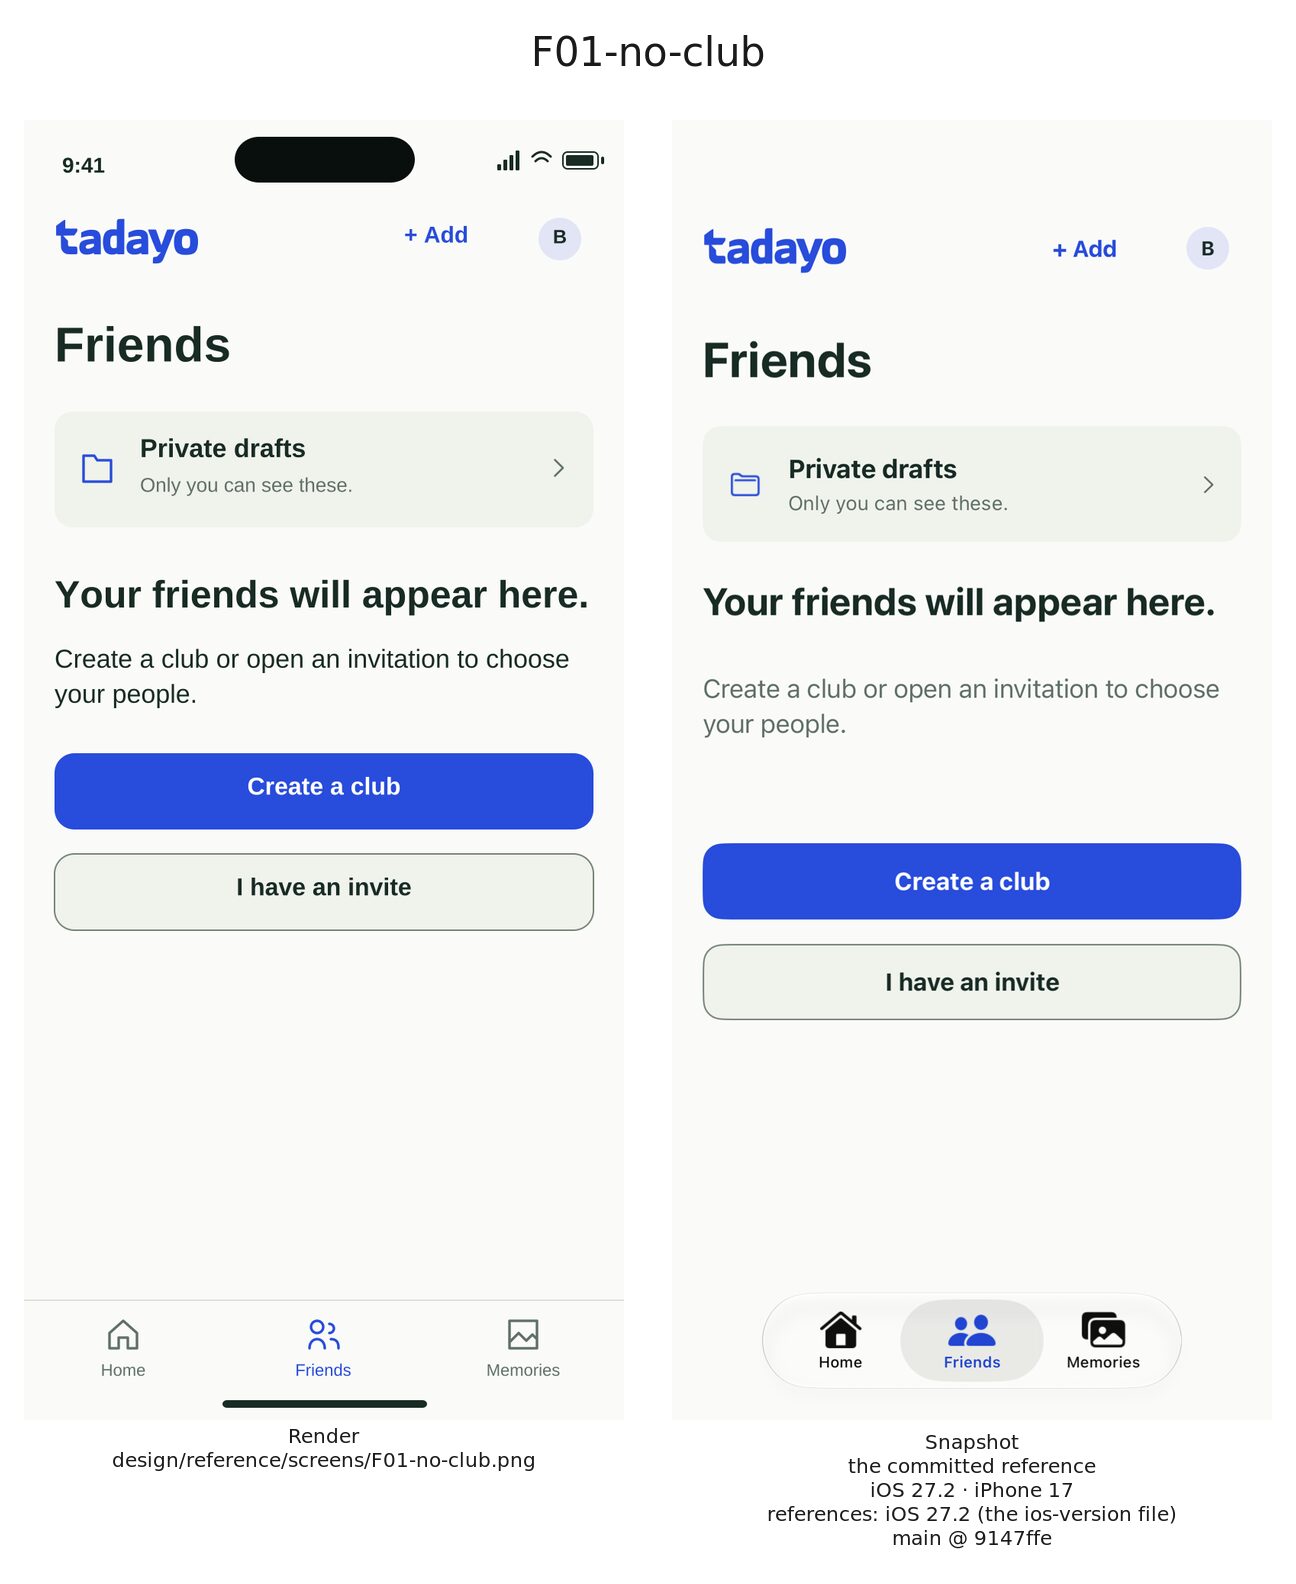 F01-no-club
9:41
tadayo
+ Add
B
Friends
Private drafts
Only you can see these.
Your friends will appear here.
Create a club or open an invitation to choose
your people.
Create a club
I have an invite
Home
Friends
Memories
Render
design/reference/screens/F01-no-club.png
tadayo
+ Add
B
Friends
Private drafts
Only you can see these.
Your friends will appear here.
Create a club or open an invitation to choose
your people.
Create a club
I have an invite
Home
Friends
Memories
Snapshot
the committed reference
iOS 27.2 · iPhone 17
references: iOS 27.2 (the ios-version file)
main @ 9147ffe